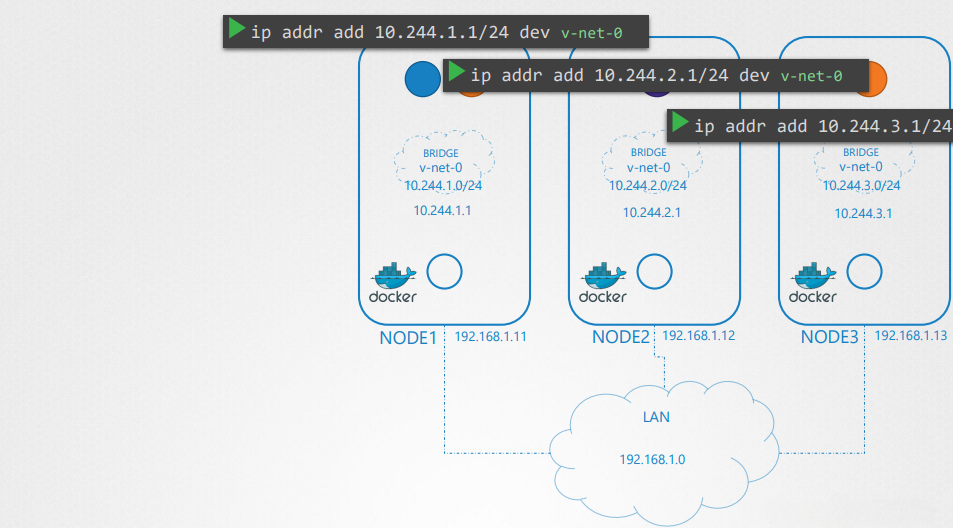 ip addr add 10.244.1.1/24 dev v-net-0
ip addr add 10.244.2.1/24 dev v-net-0
ip addr add 10.244.3.1/24
BRIDGE
v-net-0
10.244.1.0/24
10.244.1.1
BRIDGE
v-net-0
10.244.2.0/24
10.244.2.1
BRIDGE
v-net-0
10.244.3.0/24
10.244.3.1
docker
docker
docker
NODE1 192.168.1.11
NODE2 192.168.1.12
NODE3 192.168.1.13
LAN
192.168.1.0